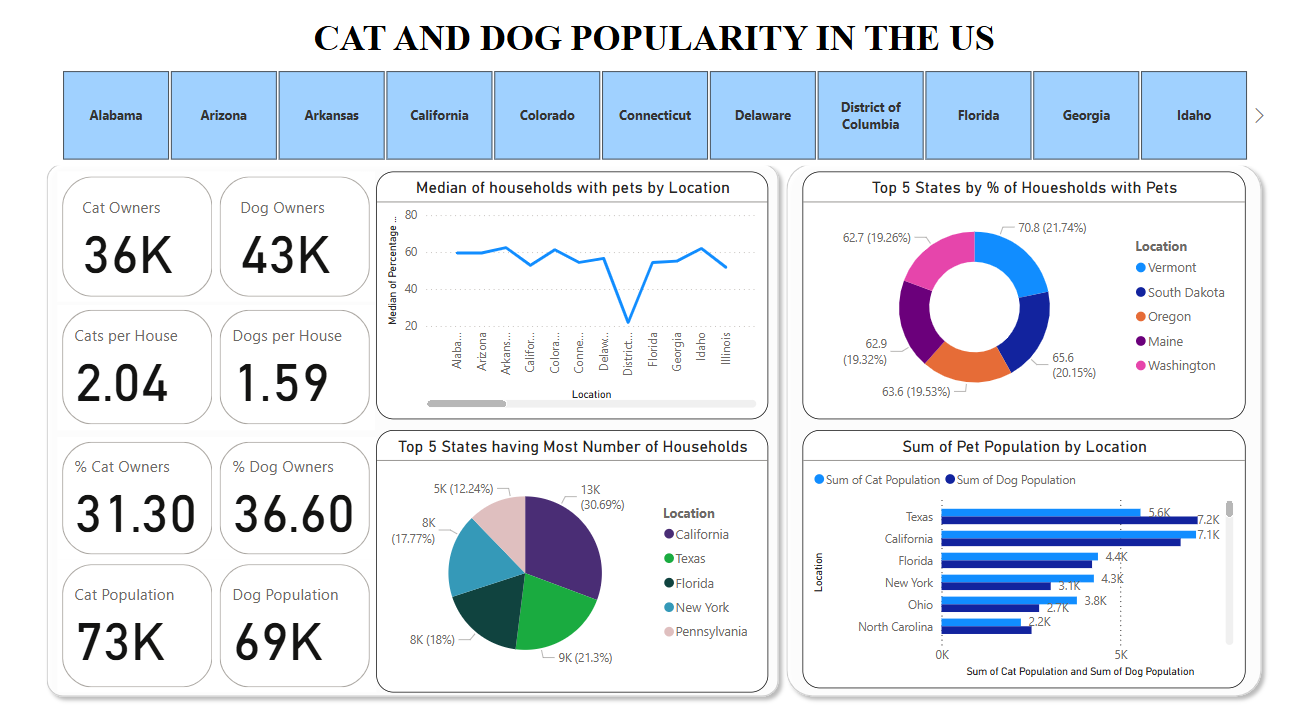 CAT AND DOG POPULARITY IN THE US
Alabama
Arizona
Arkansas
California
Colorado
Connecticut
Delaware
District of
Columbia
Florida
Georgia
Idaho
Cat Owners
36K
Dog Owners
43K
Cats per House
2.04
Dogs per House
1.59
% Cat Owners
31.30
% Dog Owners
36.60
Cat Population
73K
Dog Population
69K
Median of households with pets by Location
Median of Percentage ...
80
60
40
20
Alaba...
Arizona
Arkans...
Califor...
Colora...
Conne...
Delaw...
District...
Florida
Georgia
Idaho
Illinois
Location
Top 5 States by % of Houesholds with Pets
70.8 (21.74%)
65.6
(20.15%)
63.6 (19.53%)
62.9
(19.32%)
62.7 (19.26%)
Location
Vermont
South Dakota
Oregon
Maine
Washington
Top 5 States having Most Number of Households
13K
(30.69%)
9K (21.3%)
8K (18%)
8K
(17.77%)
5K (12.24%)
Location
California
Texas
Florida
New York
Pennsylvania
Sum of Pet Population by Location
Sum of Cat Population
Sum of Dog Population
Location
Texas
5.6K
7.2K
California
7.1K
Florida
4.4K
New York
4.3K
3.1K
Ohio
3.8K
2.7K
North Carolina
2.2K
0K
5K
Sum of Cat Population and Sum of Dog Population